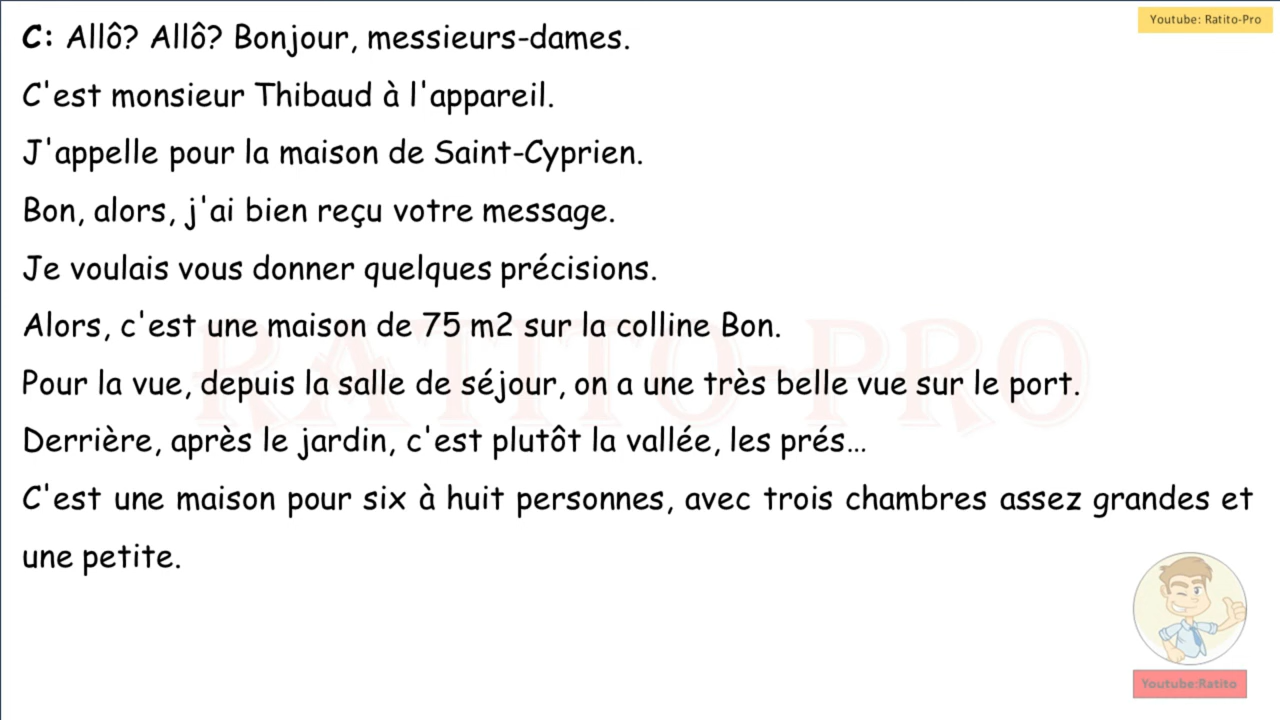 Youtube: Ratito-Pro
C: Allô? Allô? Bonjour, messieurs-dames.
C'est monsieur Thibaud à l'appareil.
J'appelle pour la maison de Saint-Cyprien.
Bon, alors, j'ai bien reçu votre message.
Je voulais vous donner quelques précisions.
Alors, c'est une maison de 75 m2 sur la colline Bon.
Pour la vue, depuis la salle de séjour, on a une très belle vue sur le port.
Derrière, après le jardin, c'est plutôt la vallée, les prés...
C'est une maison pour six à huit personnes, avec trois chambres assez grandes et
une petite.
RATITO-PRO
Youtube:Ratito